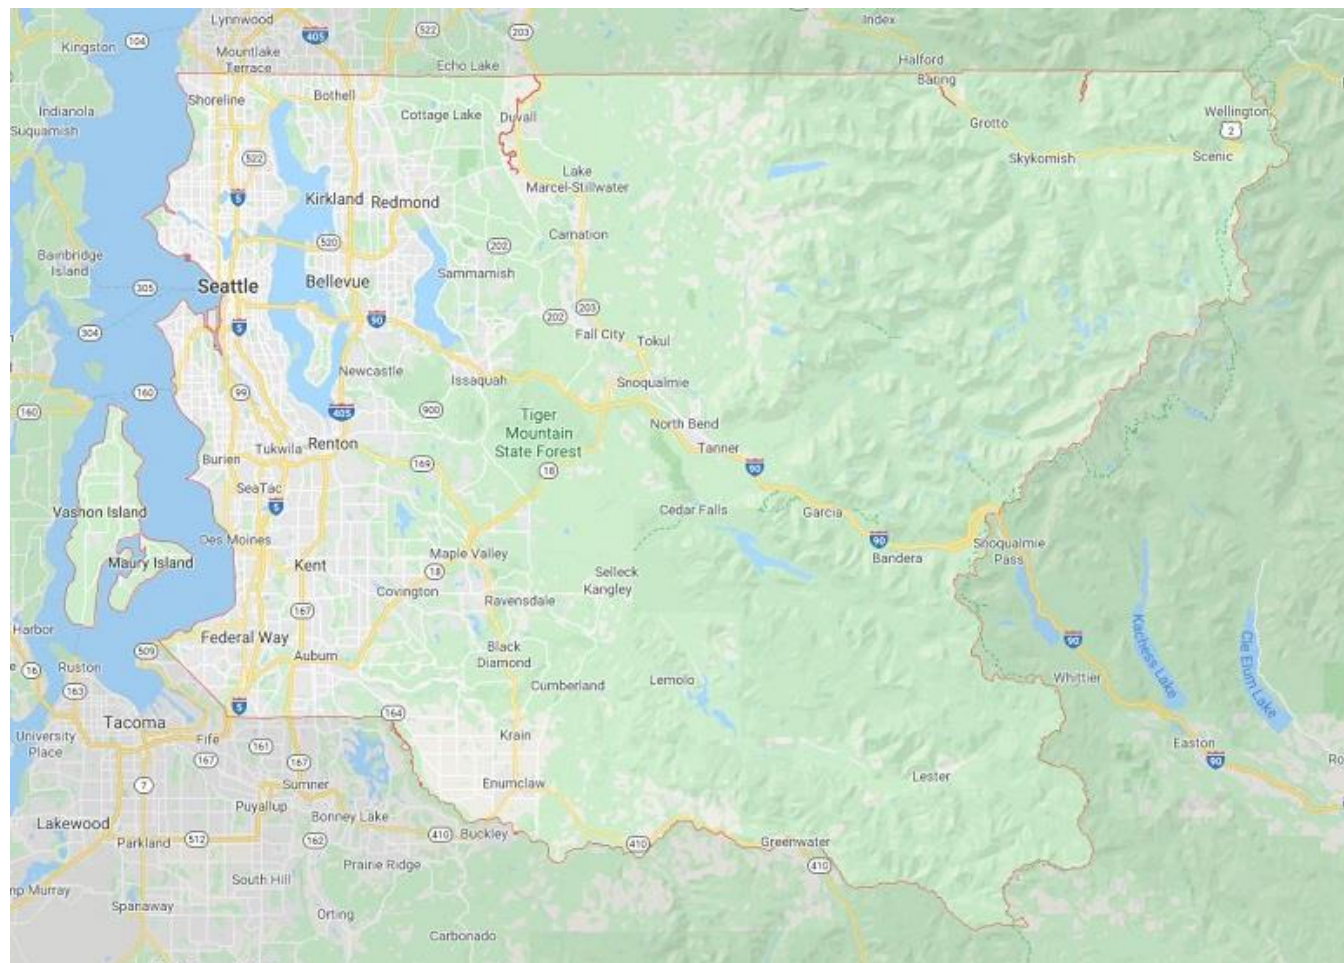 Lynnwood
Index
Kingston
104
405
522
203
Mountlake
Terrace
Echo Lake
Halford
Baring
Shoreline
Bothell
Indianola
Cottage Lake
Duvall
Wellington
Suquamish
Grotto
2
522
Skykomish
Scenic
Lake
Marcel-Stillwater
5
Kirkland
Redmond
Carnation
520
202
Bainbridge
Island
Sammamish
305
Seattle
Bellevue
203
202
90
5
304
Fall City
Tokul
Newcastle
Issaquah
Snoqualmie
160
99
160
405
900
Tiger
Mountain
State Forest
North Bend
Tukwila
Renton
Tanner
Burien
169
18
90
SeaTac
5
Vashon Island
Cedar Falls
Garcia
Des Moines
90
Snoqualmie
Pass
Maple Valley
Bandera
Maury Island
Kent
18
Selleck
Covington
Kangley
Ravensdale
167
Harbor
Federal Way
90
Kachess Lake
Cle Elum Lake
509
Auburn
Black
Diamond
16
Ruston
Whittier
163
Cumberland
Lemolo
5
164
Tacoma
University
Place
Fife
161
Krain
Easton
167
167
90
Ro
7
Sumner
Enumclaw
Lester
Puyallup
Bonney Lake
Lakewood
Parkland
512
162
410
Buckley
410
Greenwater
Prairie Ridge
410
South Hill
mp Murray
Spanaway
Orting
Carbonado